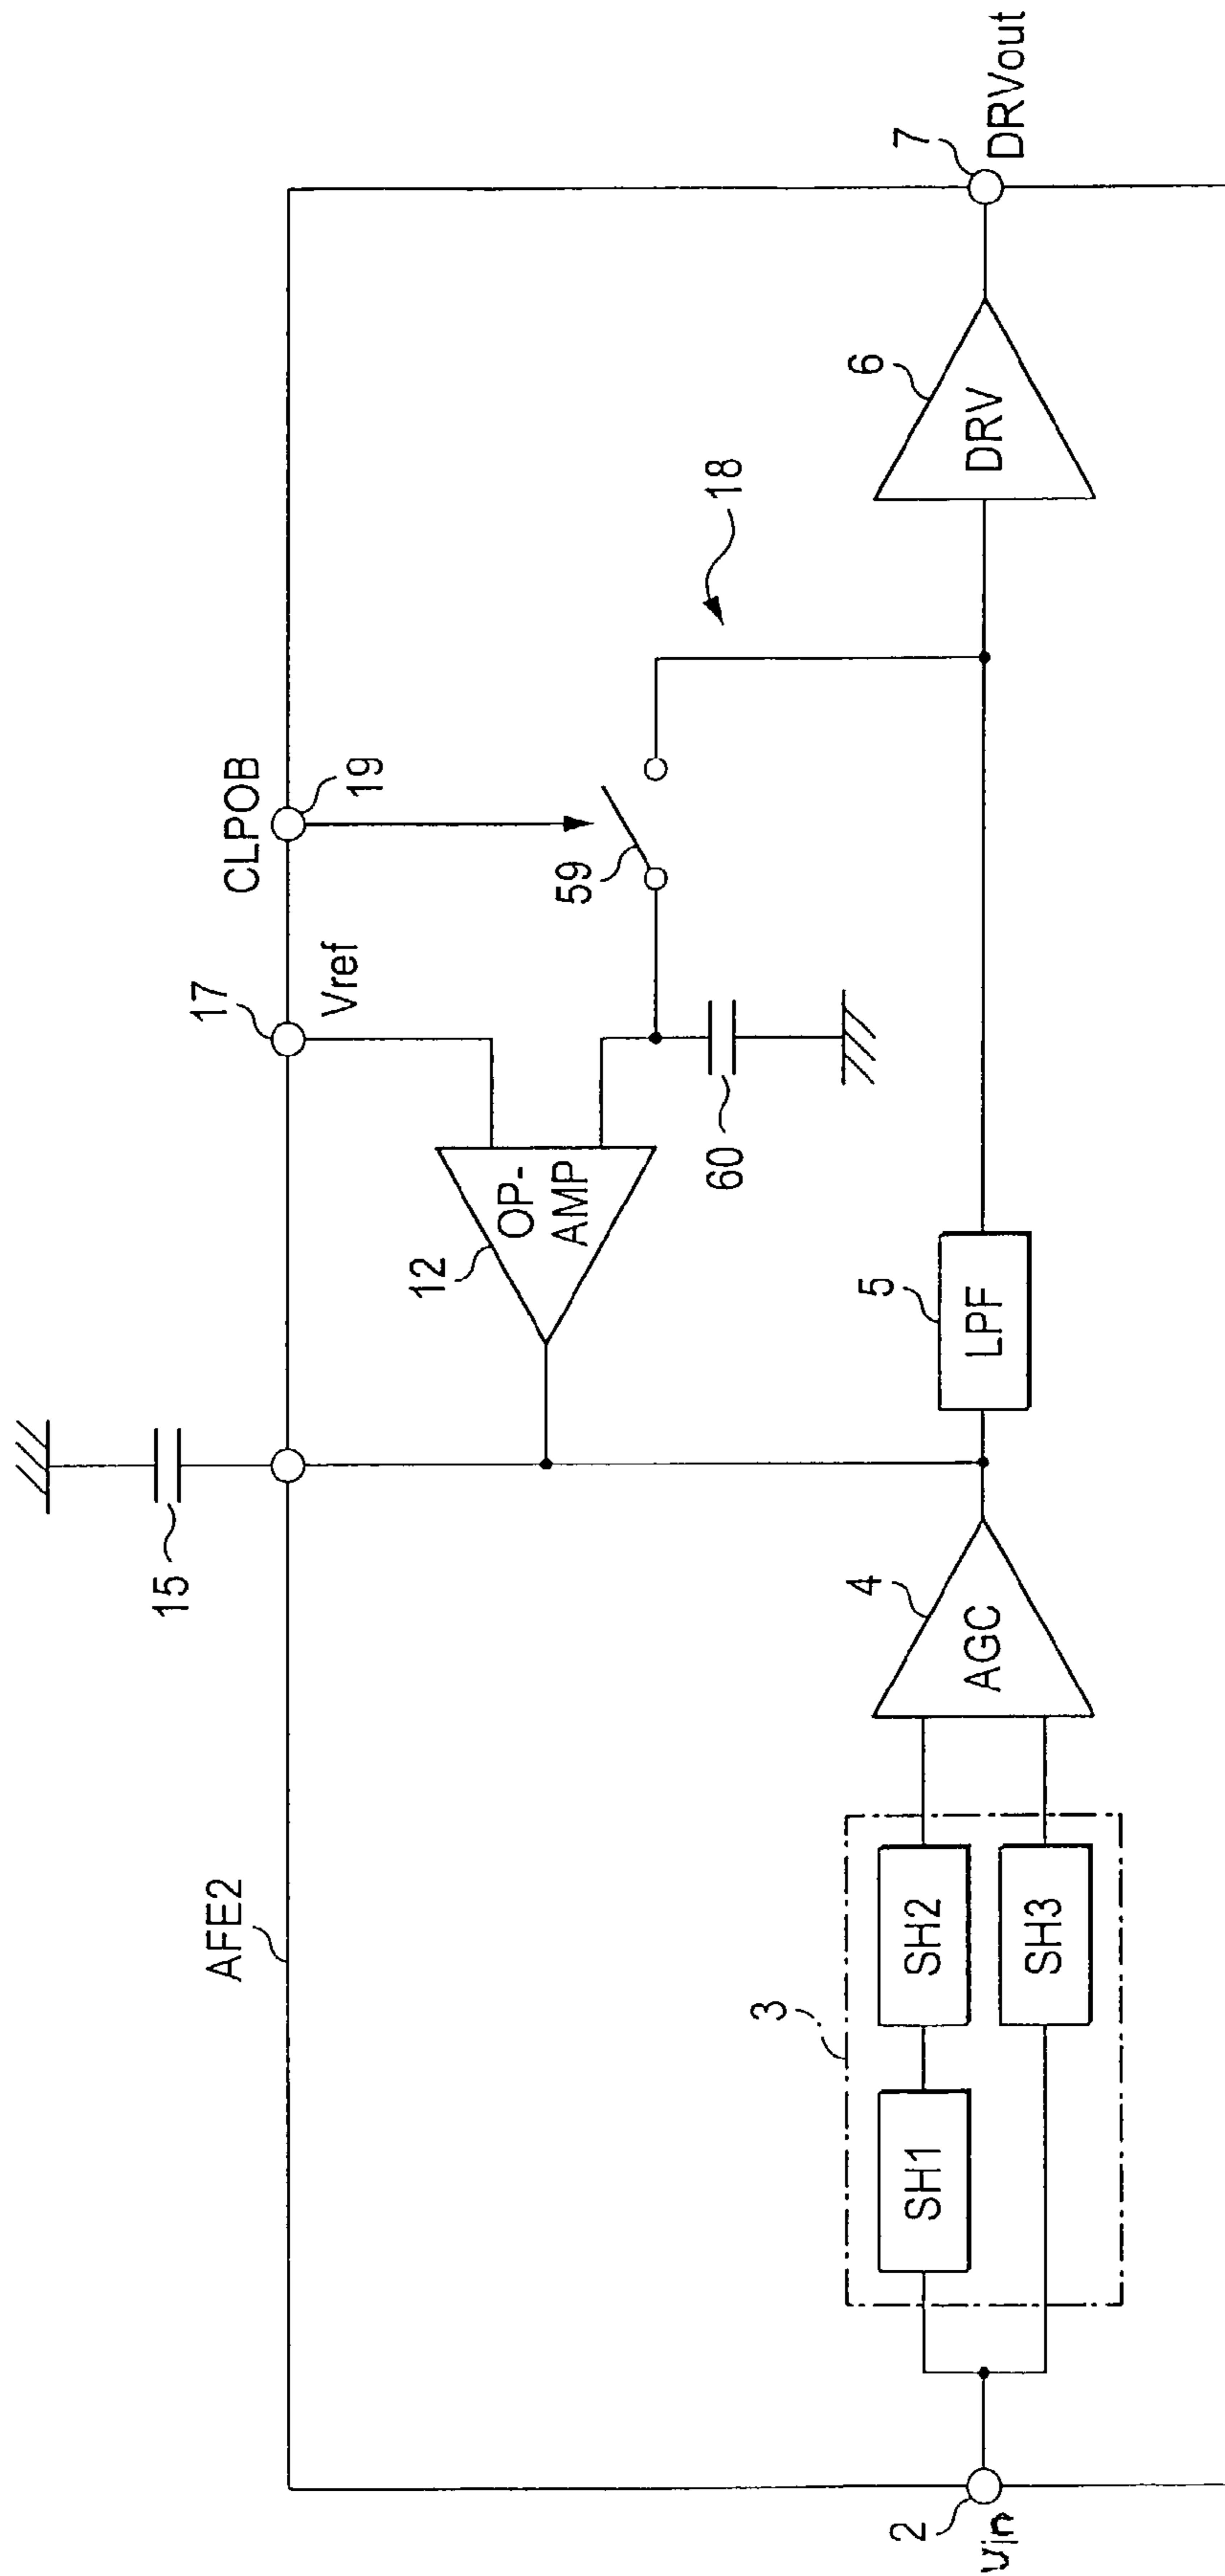 15
AFE2
17
Vref
CLPOB
19
12
OP-
AMP
60
59
18
2
Vin
3
SH1
SH2
SH3
4
AGC
5
LPF
6
DRV
7
DRVout